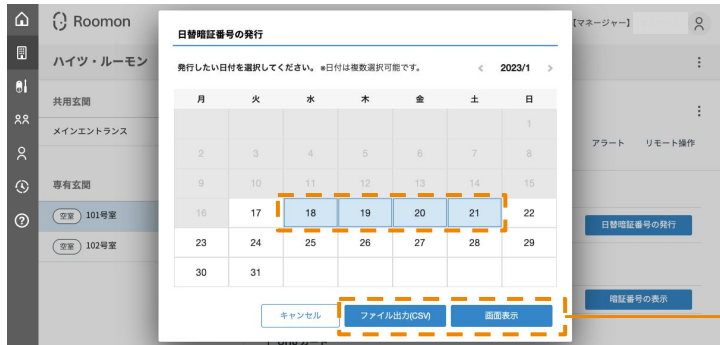 Roomon
【マネージャー】
ハイツ・ルーモン
共用玄関
メインエントランス
専有玄関
空室 101号室
空室 102号室
日替暗証番号の発行
発行したい日付を選択してください。 ※日付は複数選択可能です。 < 2023/1 >
月 火 水 木 金 土 日
1
2 3 4 5 6 7 8
9 10 11 12 13 14 15
16 17 18 19 20 21 22
23 24 25 26 27 28 29
30 31
キャンセル ファイル出力(CSV) 画面表示
アラート リモート操作
日替暗証番号の発行
暗証番号の表示